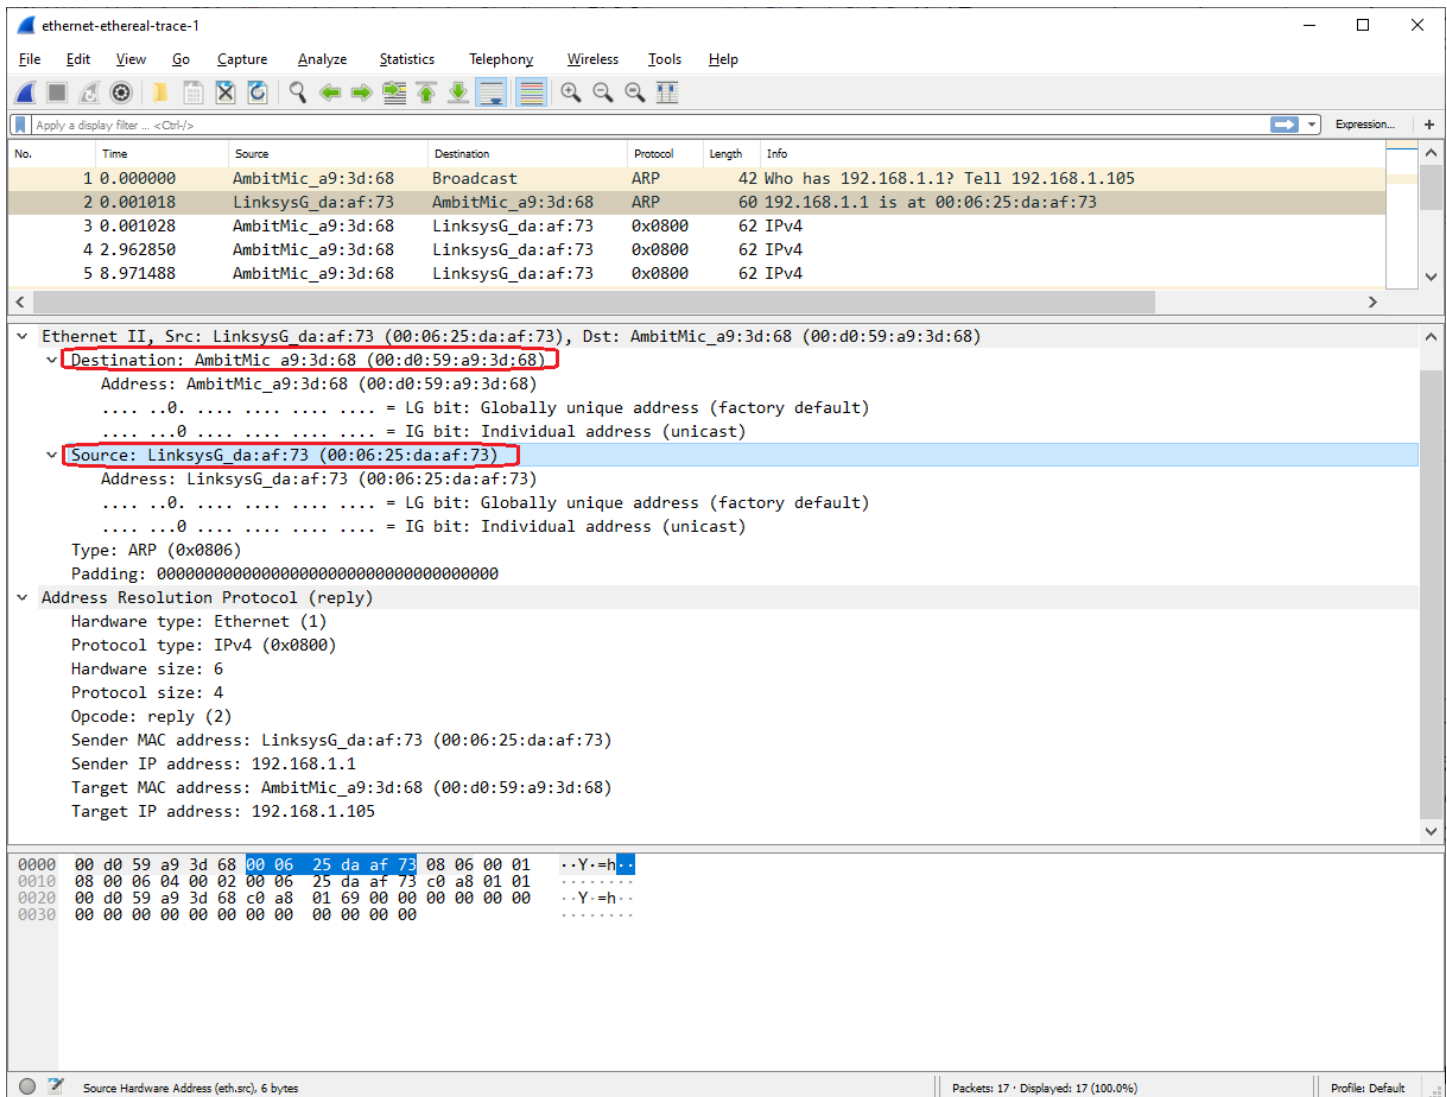 ethernet-ethereal-trace-1
File Edit View Go Capture Analyze Statistics Telephony Wireless Tools Help
Apply a display filter ... <Ctrl-/> Expression... +
No. Time Source Destination Protocol Length Info
1 0.000000 AmbitMic_a9:3d:68 Broadcast ARP 42 Who has 192.168.1.1? Tell 192.168.1.105
2 0.001018 LinksysG_da:af:73 AmbitMic_a9:3d:68 ARP 60 192.168.1.1 is at 00:06:25:da:af:73
3 0.001028 AmbitMic_a9:3d:68 LinksysG_da:af:73 0x0800 62 IPv4
4 2.962850 AmbitMic_a9:3d:68 LinksysG_da:af:73 0x0800 62 IPv4
5 8.971488 AmbitMic_a9:3d:68 LinksysG_da:af:73 0x0800 62 IPv4
Ethernet II, Src: LinksysG_da:af:73 (00:06:25:da:af:73), Dst: AmbitMic_a9:3d:68 (00:d0:59:a9:3d:68)
Destination: AmbitMic_a9:3d:68 (00:d0:59:a9:3d:68)
Address: AmbitMic_a9:3d:68 (00:d0:59:a9:3d:68)
.... ..0. .... .... .... .... = LG bit: Globally unique address (factory default)
.... ...0 .... .... .... .... = IG bit: Individual address (unicast)
Source: LinksysG_da:af:73 (00:06:25:da:af:73)
Address: LinksysG_da:af:73 (00:06:25:da:af:73)
.... ..0. .... .... .... .... = LG bit: Globally unique address (factory default)
.... ...0 .... .... .... .... = IG bit: Individual address (unicast)
Type: ARP (0x0806)
Padding: 000000000000000000000000000000000000
Address Resolution Protocol (reply)
Hardware type: Ethernet (1)
Protocol type: IPv4 (0x0800)
Hardware size: 6
Protocol size: 4
Opcode: reply (2)
Sender MAC address: LinksysG_da:af:73 (00:06:25:da:af:73)
Sender IP address: 192.168.1.1
Target MAC address: AmbitMic_a9:3d:68 (00:d0:59:a9:3d:68)
Target IP address: 192.168.1.105
0000 00 d0 59 a9 3d 68 00 06 25 da af 73 08 06 00 01 ··Y·=h··
0010 08 00 06 04 00 02 00 06 25 da af 73 c0 a8 01 01 ········
0020 00 d0 59 a9 3d 68 c0 a8 01 69 00 00 00 00 00 00 ··Y·=h··
0030 00 00 00 00 00 00 00 00 00 00 00 00 ········
Source Hardware Address (eth.src), 6 bytes Packets: 17 · Displayed: 17 (100.0%) Profile: Default